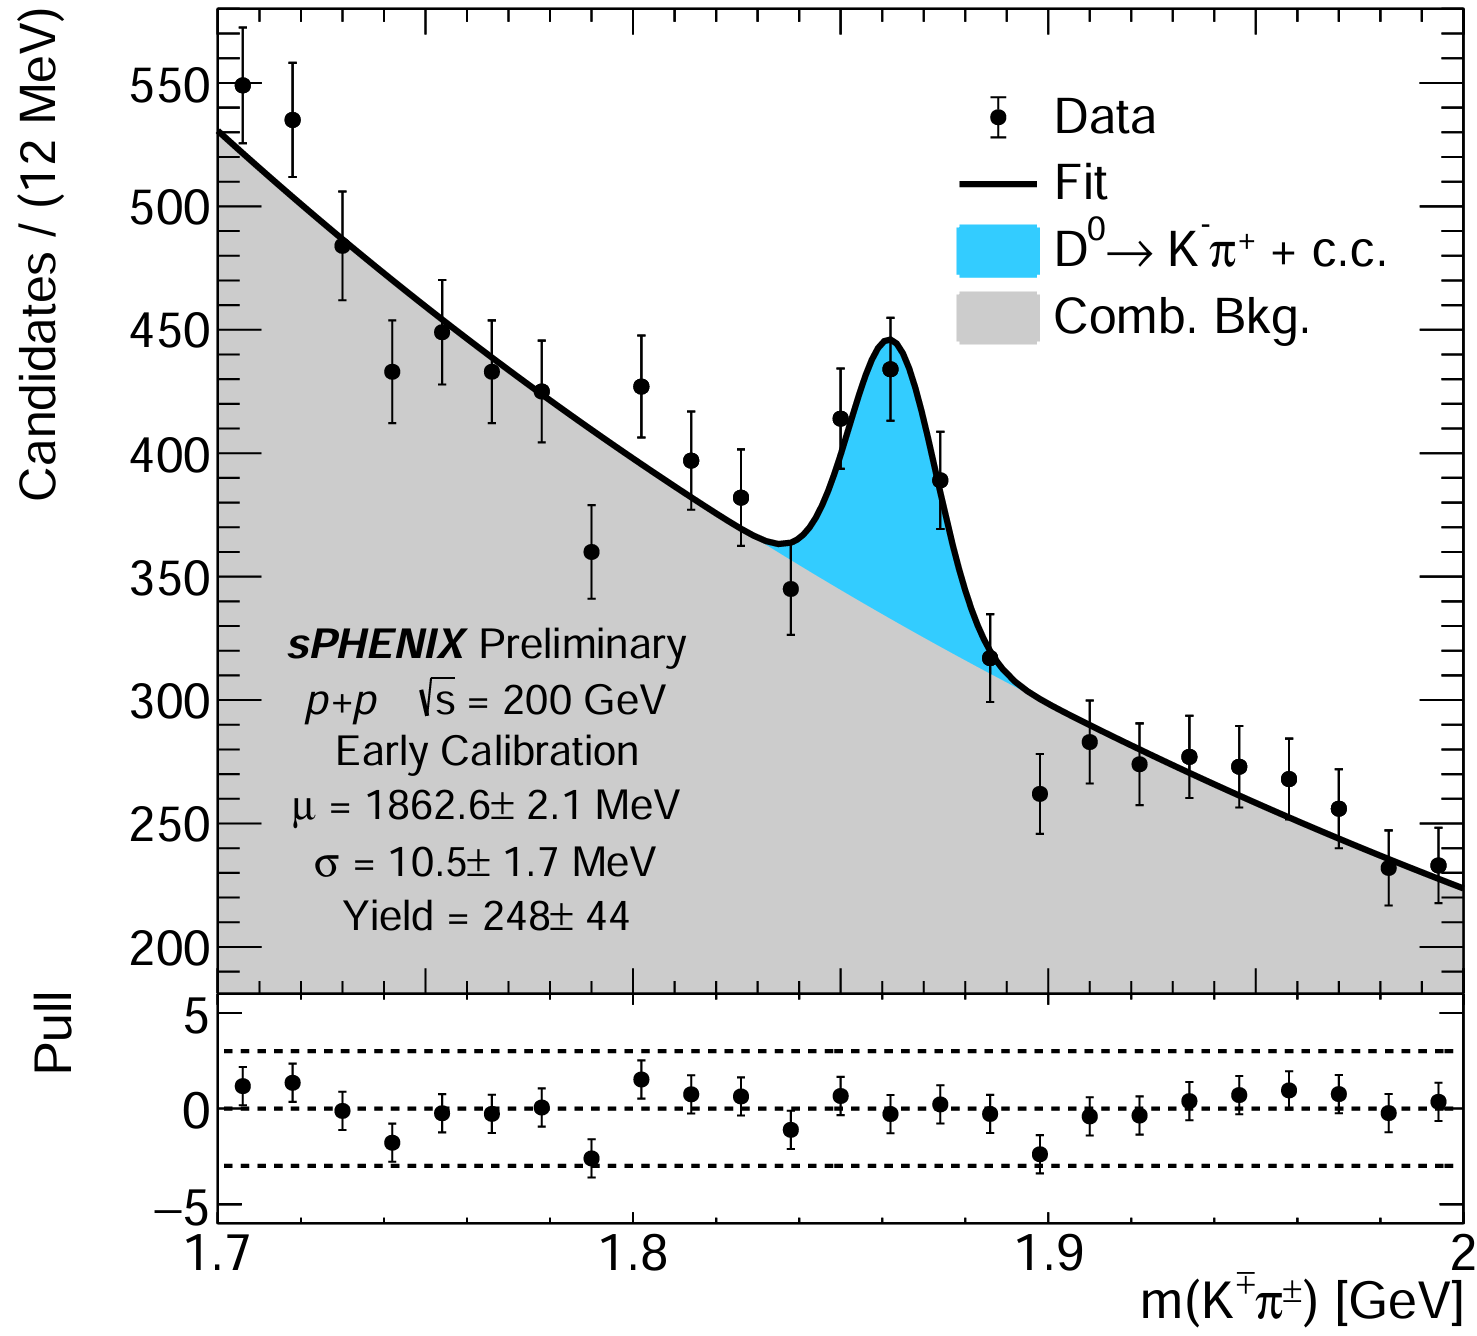 Candidates / (12 MeV)
550
500
450
400
350
300
250
200
Data
Fit
D⁰→ K⁻π⁺ + c.c.
Comb. Bkg.
sPHENIX Preliminary
p+p √s = 200 GeV
Early Calibration
μ = 1862.6± 2.1 MeV
σ = 10.5± 1.7 MeV
Yield = 248± 44
Pull
5
0
−5
1.7 1.8 1.9 2
m(K∓π±) [GeV]